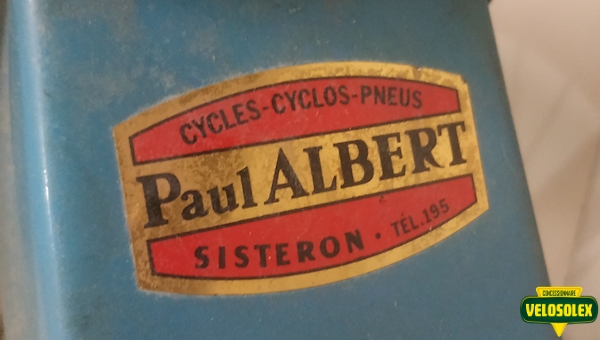 CYCLES-CYCLOS-PNEUS
Paul ALBERT
SISTERON • TÉL.195
CONCESSIONNAIRE
VELOSOLEX